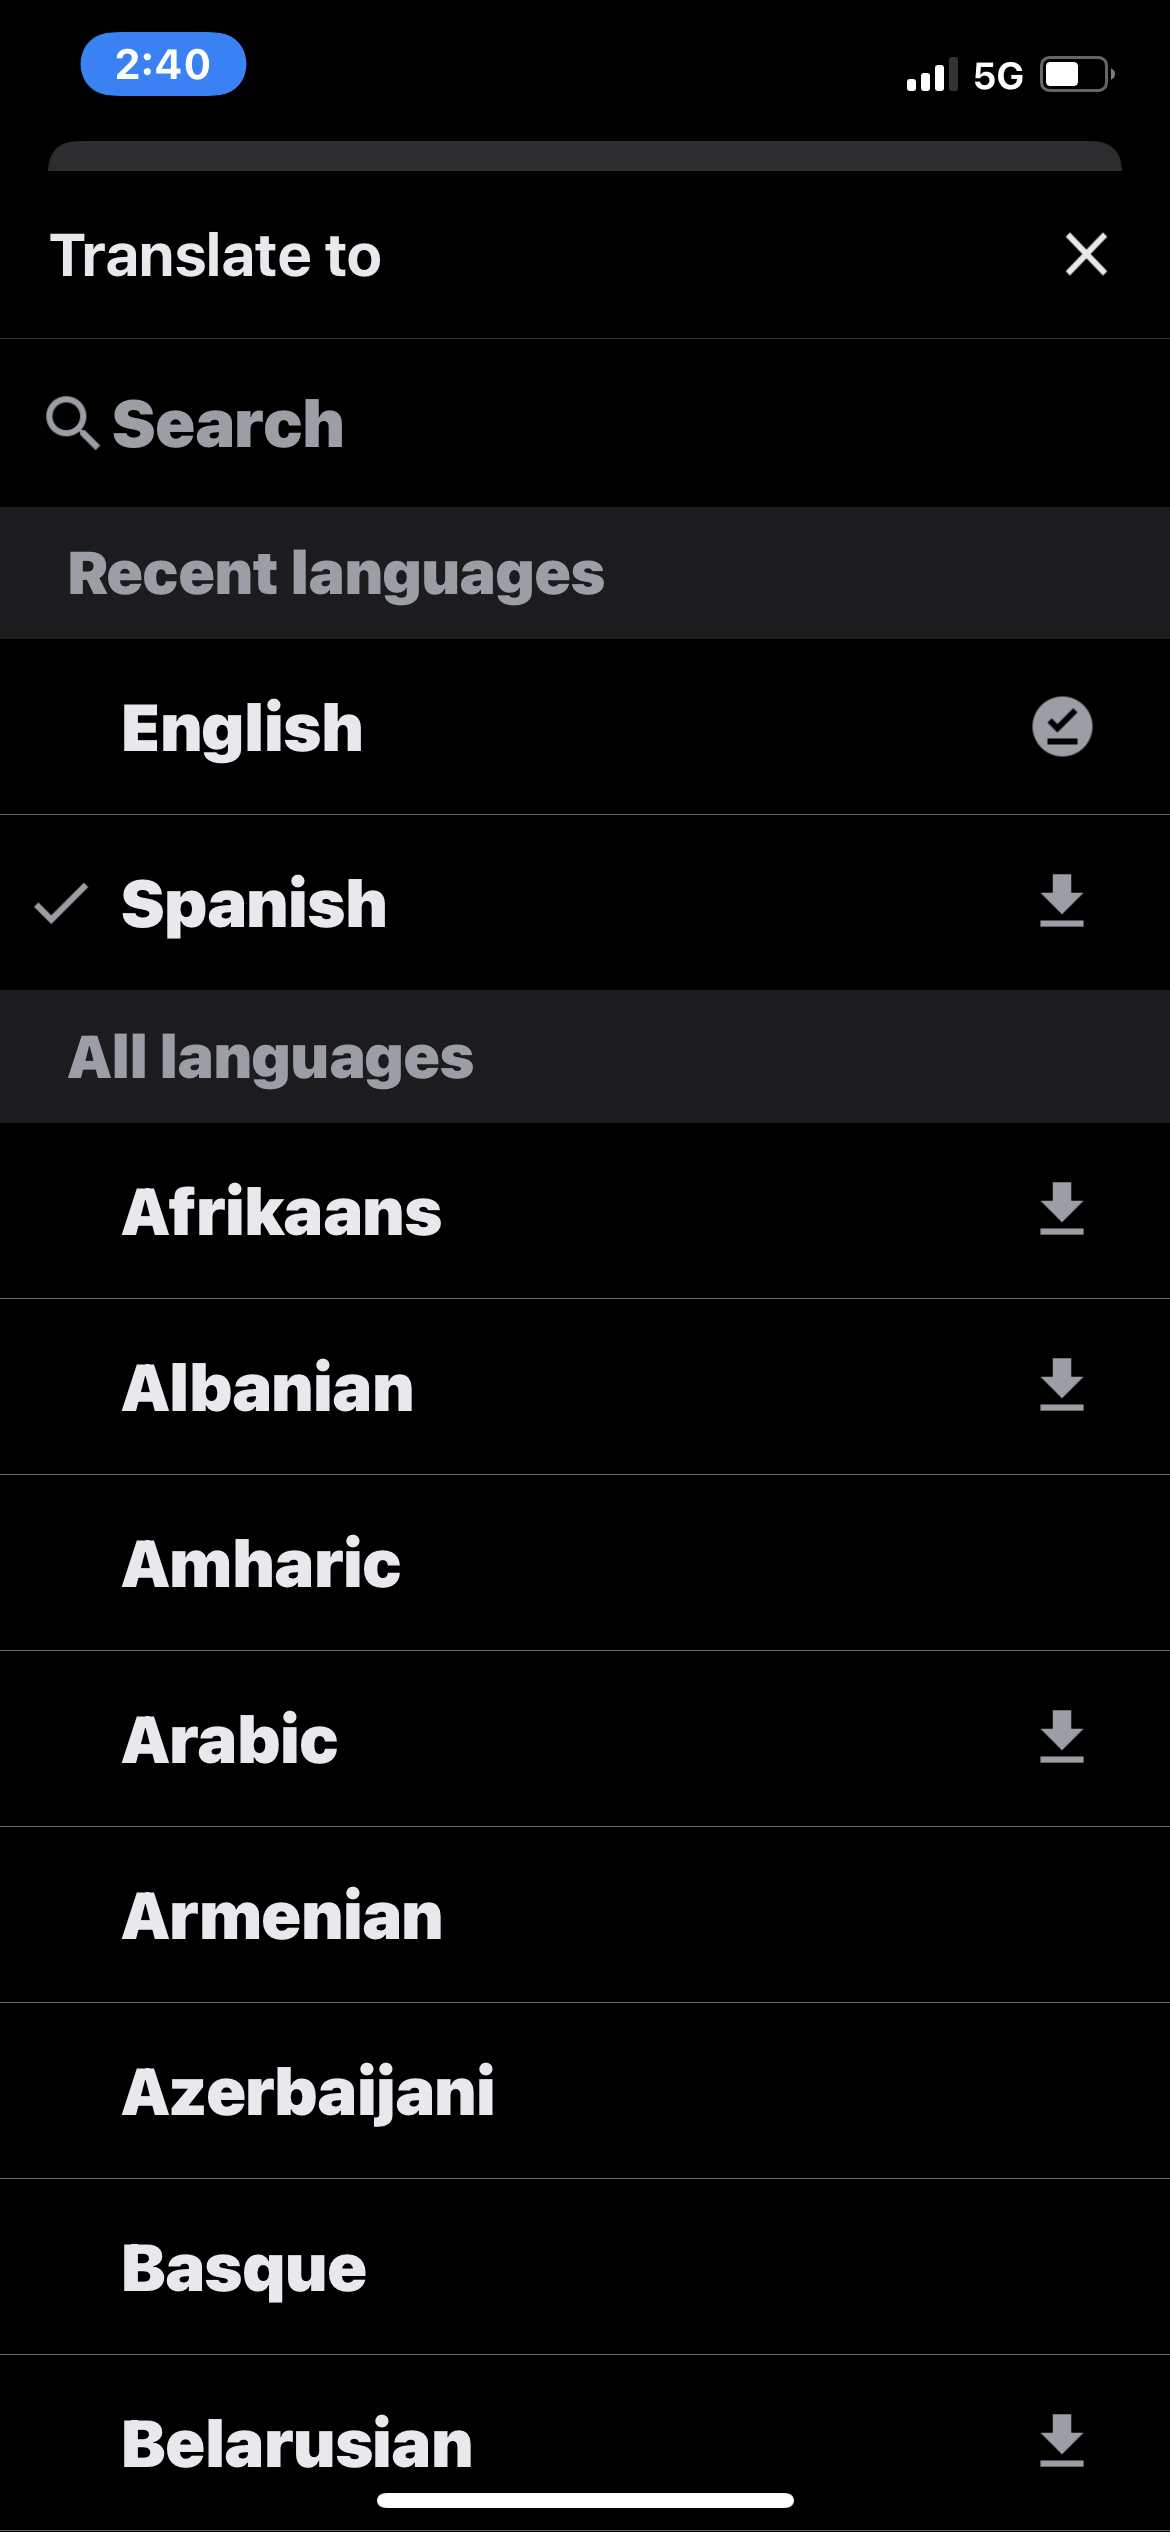 2:40
5G
Translate to
Search
Recent languages
English
Spanish
All languages
Afrikaans
Albanian
Amharic
Arabic
Armenian
Azerbaijani
Basque
Belarusian